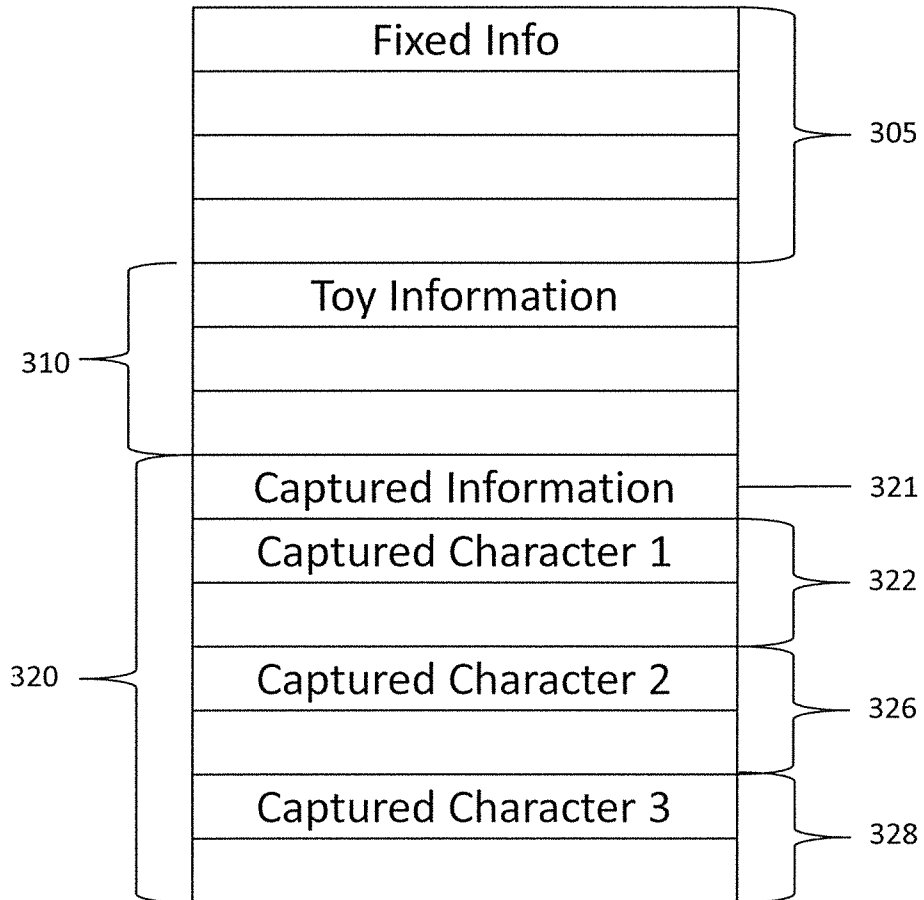 Fixed Info
305
Toy Information
310
Captured Information
321
Captured Character 1
322
Captured Character 2
320
326
Captured Character 3
328